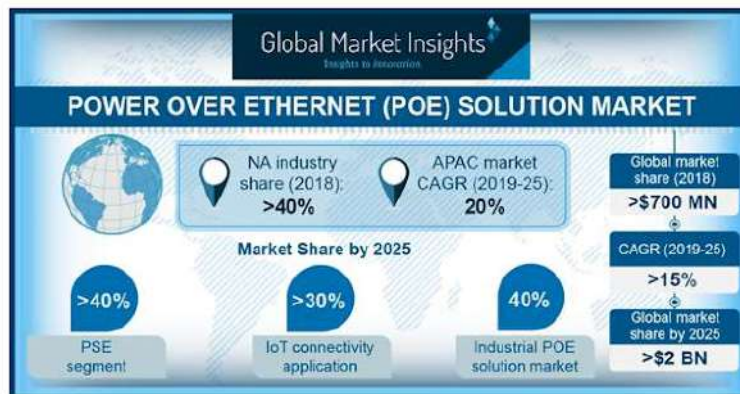 Global Market Insights
Insights to Innovation
POWER OVER ETHERNET (POE) SOLUTION MARKET
NA industry
share (2018):
>40%
APAC market
CAGR (2019-25):
20%
Global market
share (2018)
>$700 MN
CAGR (2019-25)
>15%
Global market
share by 2025
>$2 BN
Market Share by 2025
>40%
PSE
segment
>30%
IoT connectivity
application
40%
Industrial POE
solution market